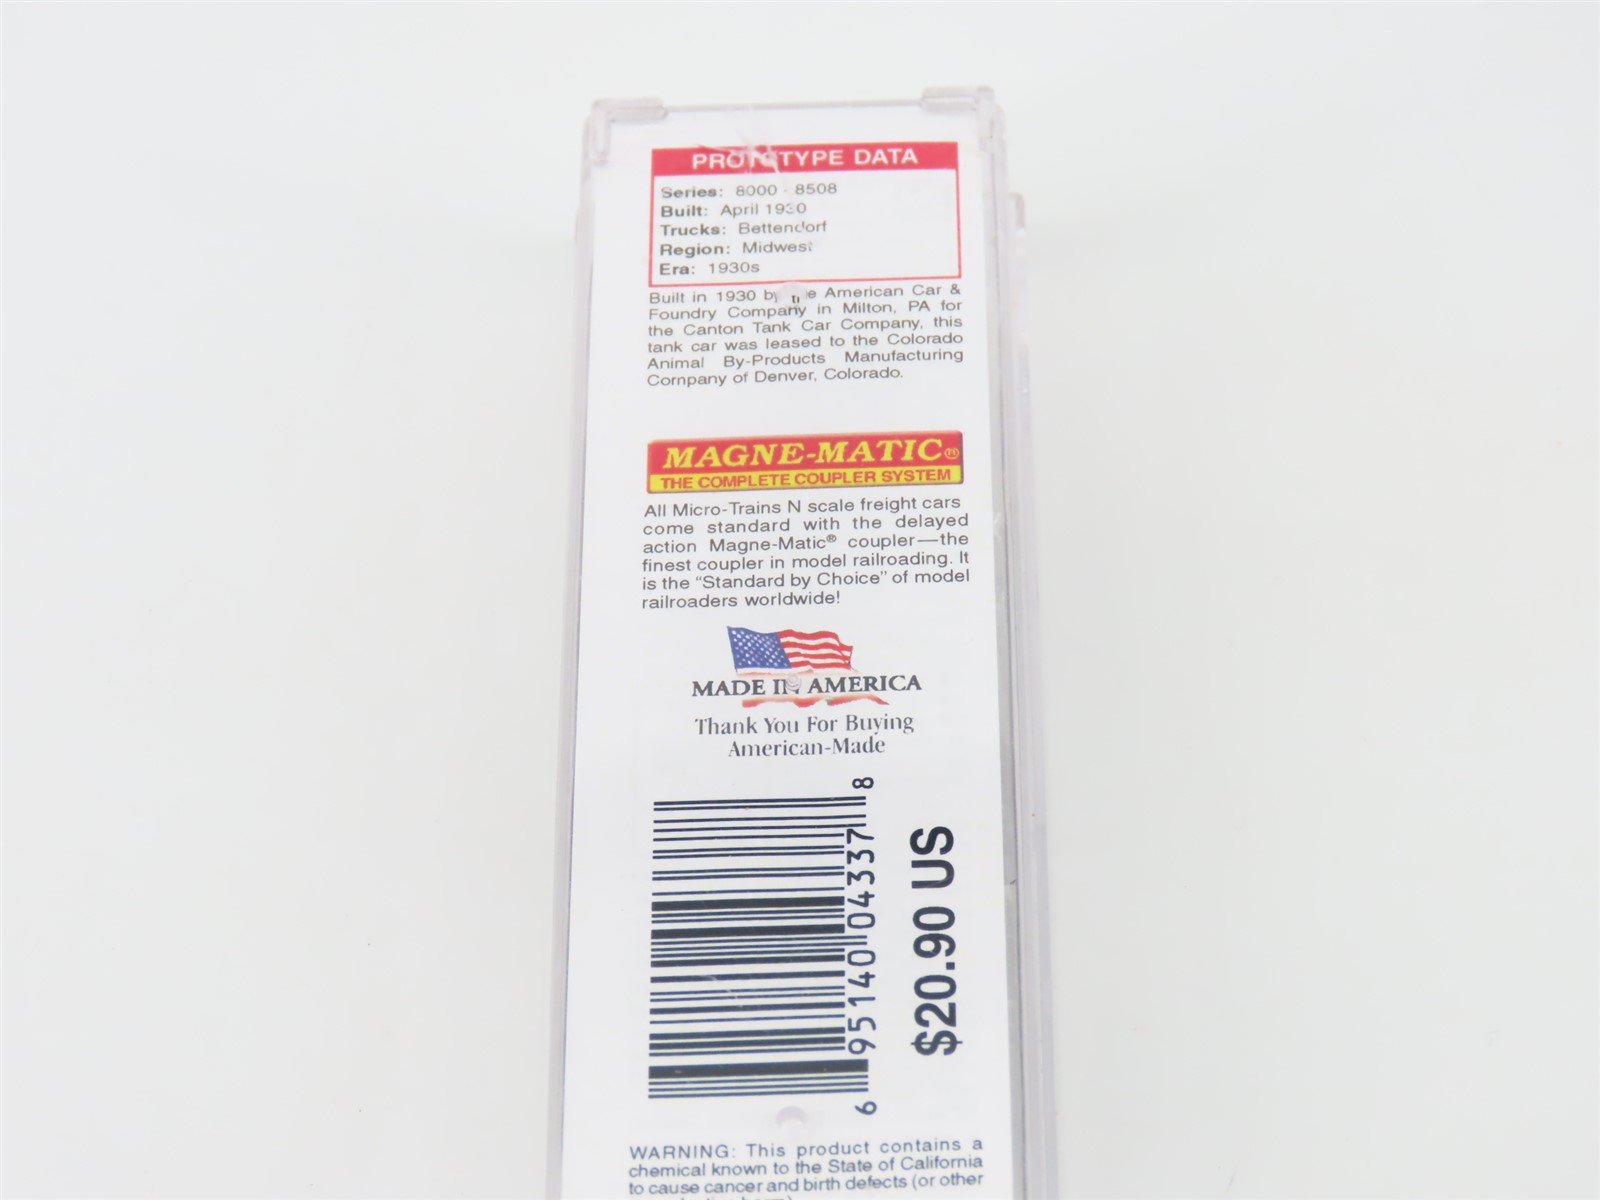 PROTOTYPE DATA
Series: 8000 - 8508
Built: April 1930
Trucks: Bettendorf
Region: Midwest
Era: 1930s
Built in 1930 by the American Car &
Foundry Company in Milton, PA for
the Canton Tank Car Company, this
tank car was leased to the Colorado
Animal By-Products Manufacturing
Company of Denver, Colorado.
MAGNE-MATIC®
THE COMPLETE COUPLER SYSTEM
All Micro-Trains N scale freight cars
come standard with the delayed
action Magne-Matic® coupler—the
finest coupler in model railroading. It
is the "Standard by Choice" of model
railroaders worldwide!
MADE IN AMERICA
Thank You For Buying
American-Made
6 95140 04337 8
$20.90 US
WARNING: This product contains a
chemical known to the State of California
to cause cancer and birth defects (or other